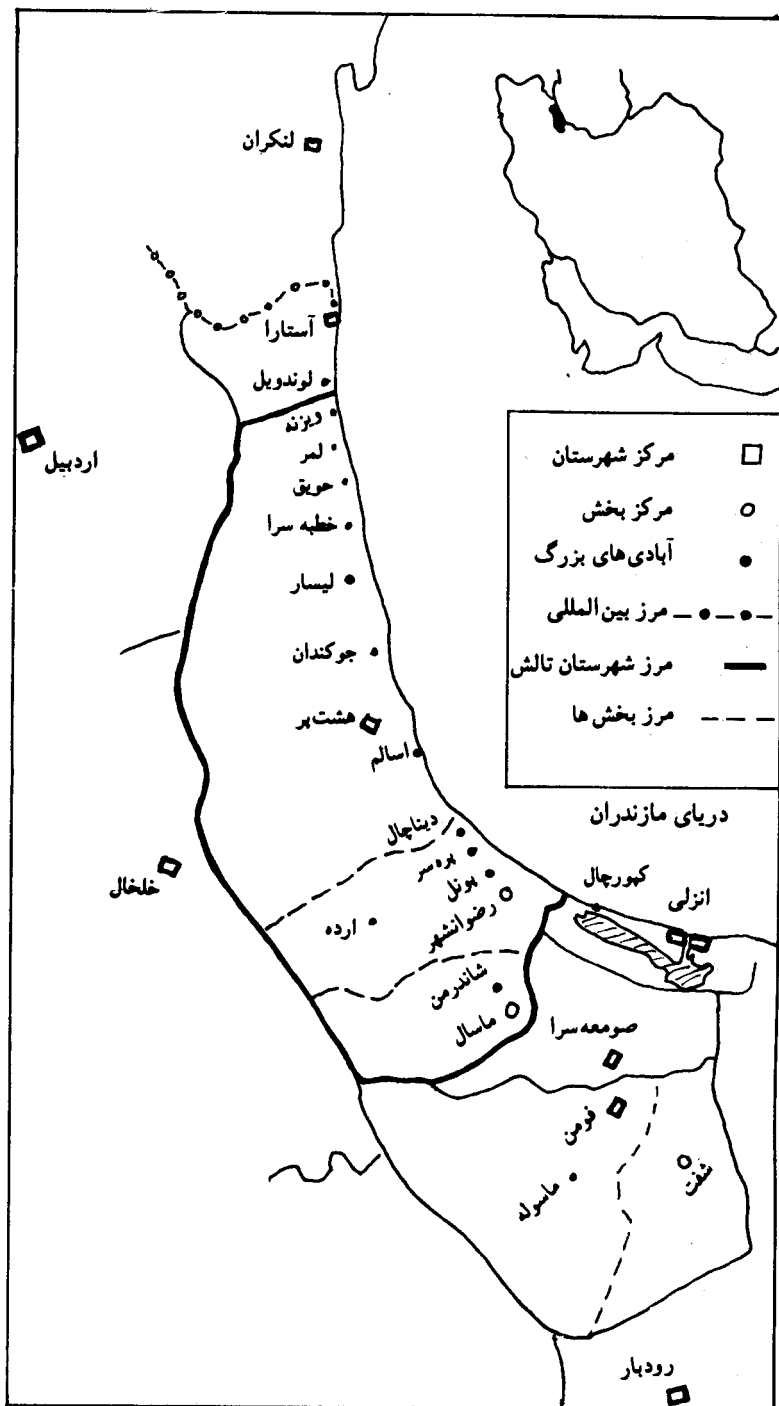 لنکران
آستارا
لوندویل
ویزنه
لمر
حویق
خطبه سرا
لیسار
جوکندان
هشت‌پر
اسالم
اردبیل
خلخال
مرکز شهرستان
مرکز بخش
آبادی‌های بزرگ
مرز بین‌المللی
مرز شهرستان تالش
مرز بخش ها
دریای مازندران
دیناچال
پره‌سر
پونل
رضوانشهر
ارده
شاندرمن
ماسال
کپورچال
انزلی
صومعه‌سرا
فومن
ماسوله
شفت
رودبار